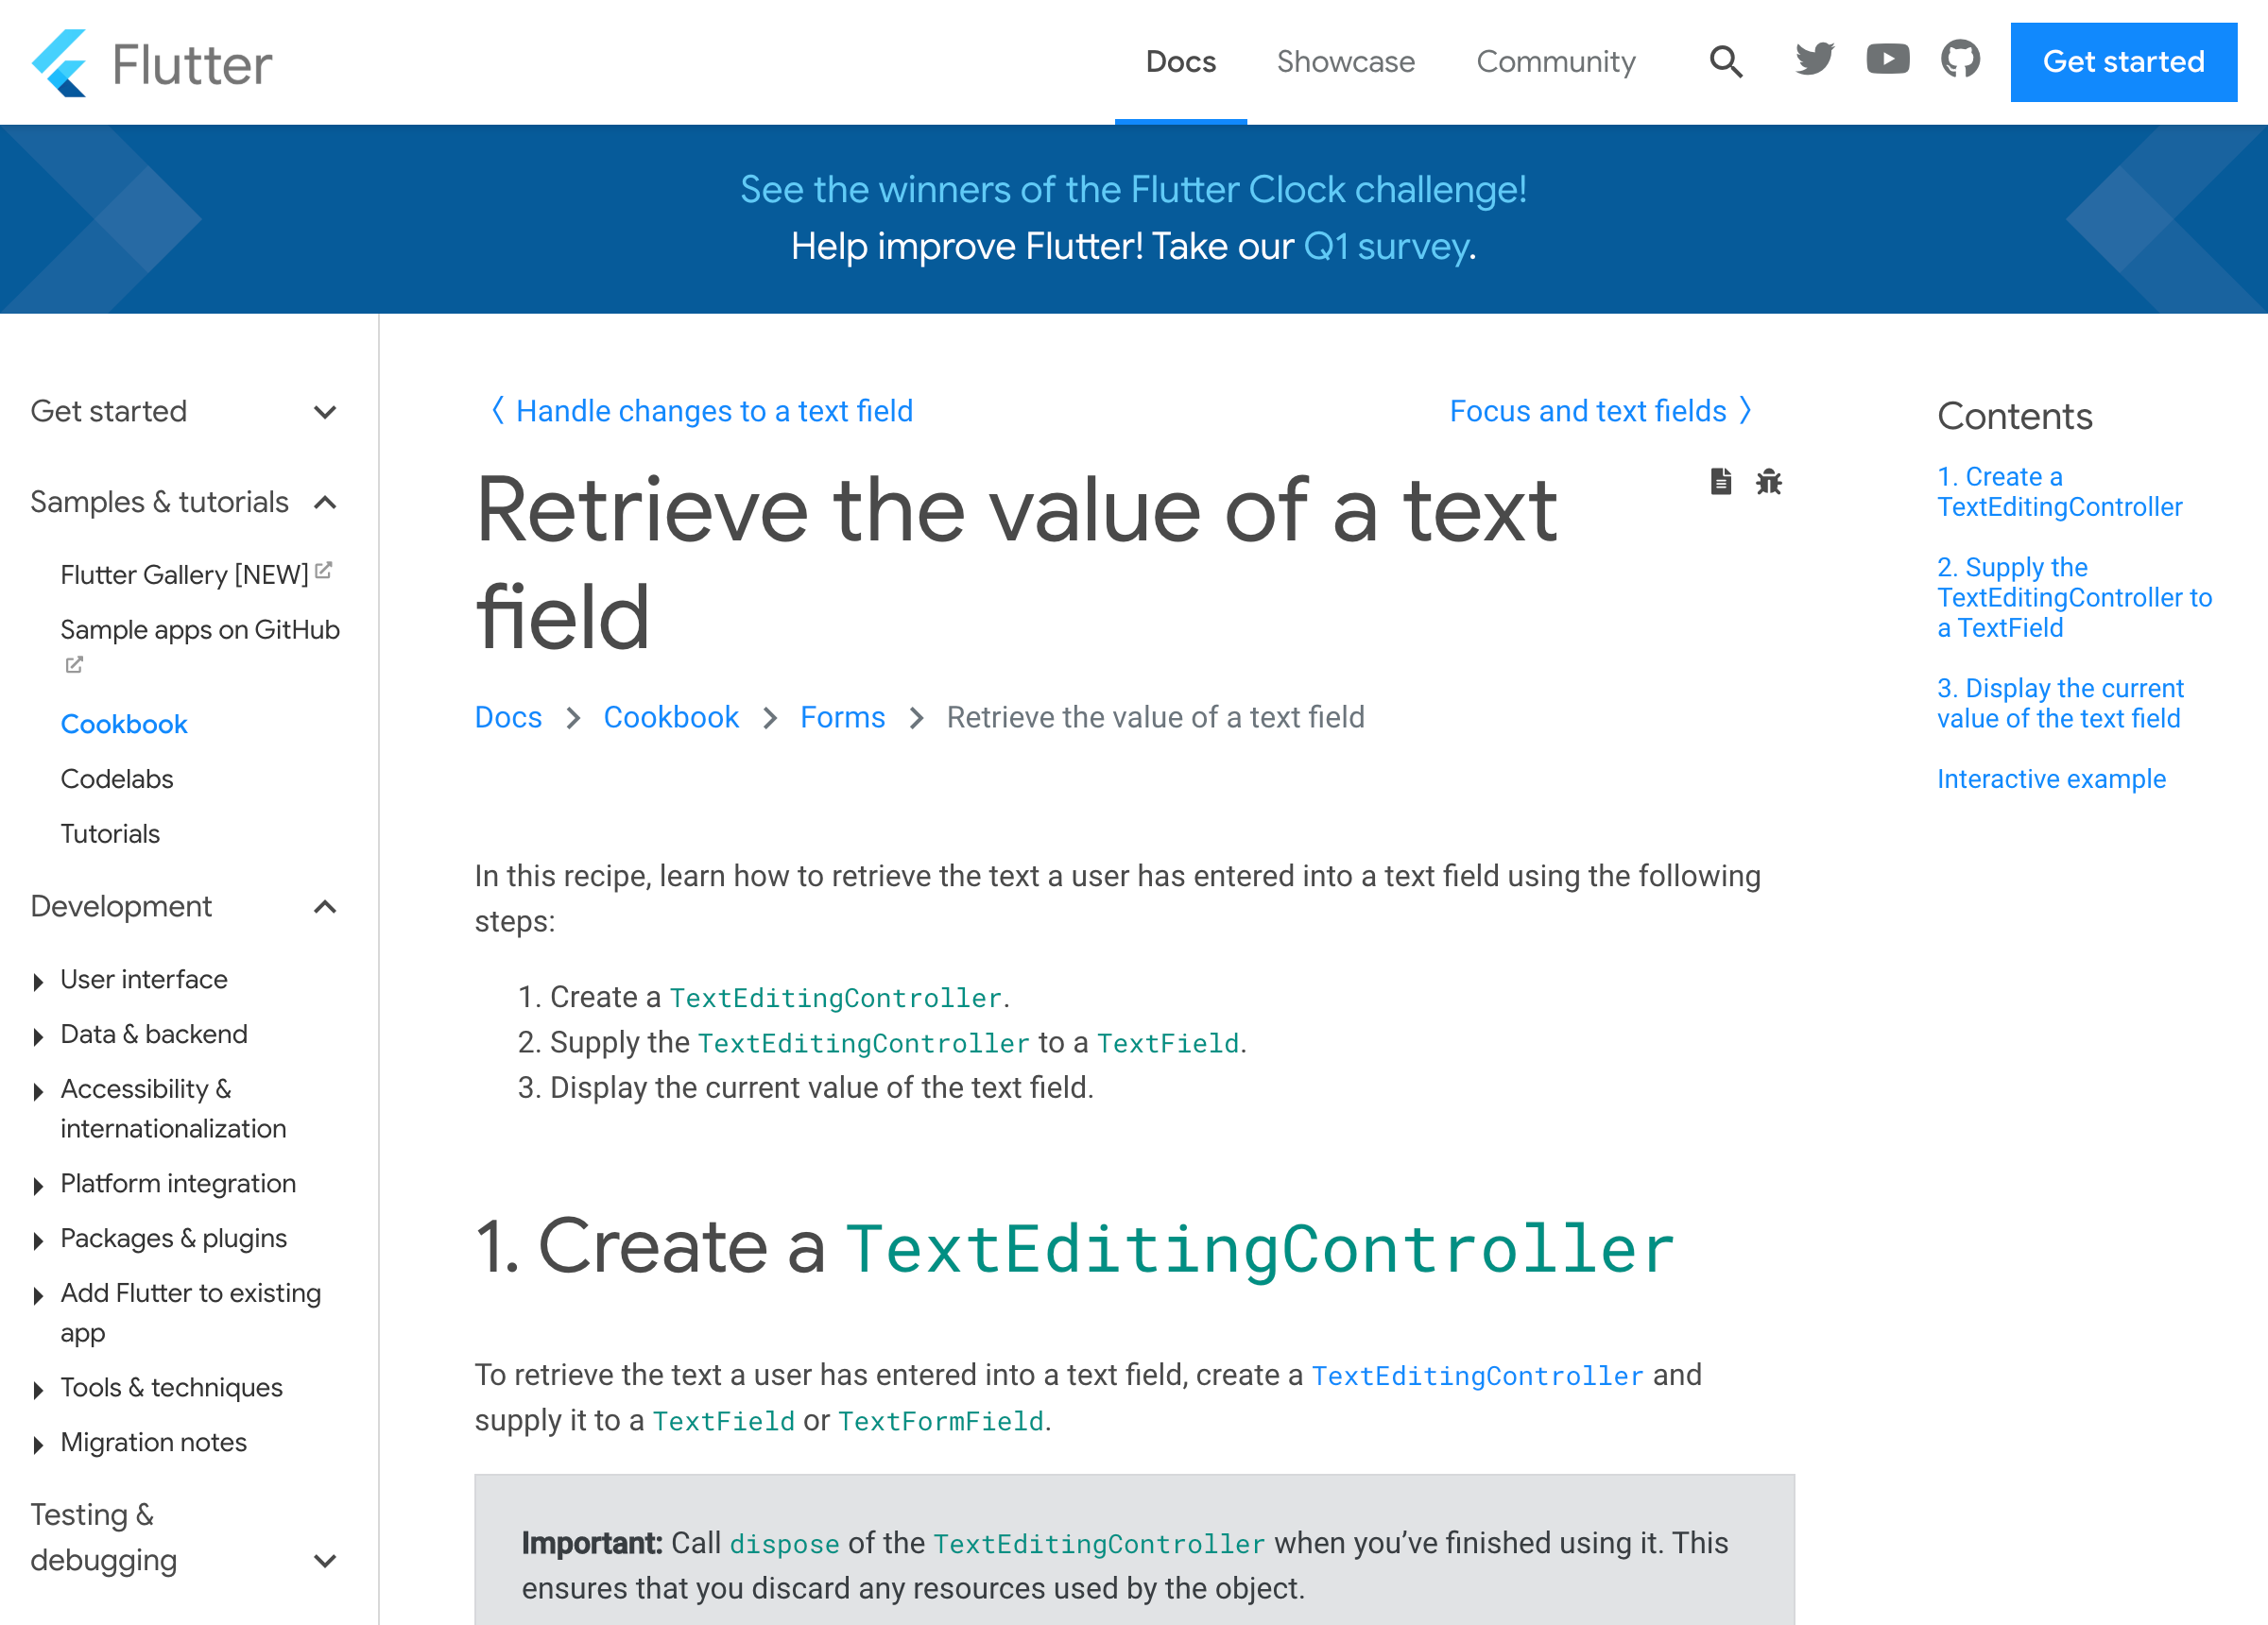 Flutter
Docs
Showcase
Community
Get started
See the winners of the Flutter Clock challenge!
Help improve Flutter! Take our Q1 survey.
Get started
Samples & tutorials
Flutter Gallery [NEW]
Sample apps on GitHub
Cookbook
Codelabs
Tutorials
Development
User interface
Data & backend
Accessibility &
internationalization
Platform integration
Packages & plugins
Add Flutter to existing
app
Tools & techniques
Migration notes
Testing &
debugging
〈 Handle changes to a text field
Focus and text fields 〉
Retrieve the value of a text
field
Docs > Cookbook > Forms > Retrieve the value of a text field
In this recipe, learn how to retrieve the text a user has entered into a text field using the following
steps:
1. Create a TextEditingController.
2. Supply the TextEditingController to a TextField.
3. Display the current value of the text field.
1. Create a TextEditingController
To retrieve the text a user has entered into a text field, create a TextEditingController and
supply it to a TextField or TextFormField.
Important: Call dispose of the TextEditingController when you’ve finished using it. This
ensures that you discard any resources used by the object.
Contents
1. Create a
TextEditingController
2. Supply the
TextEditingController to
a TextField
3. Display the current
value of the text field
Interactive example